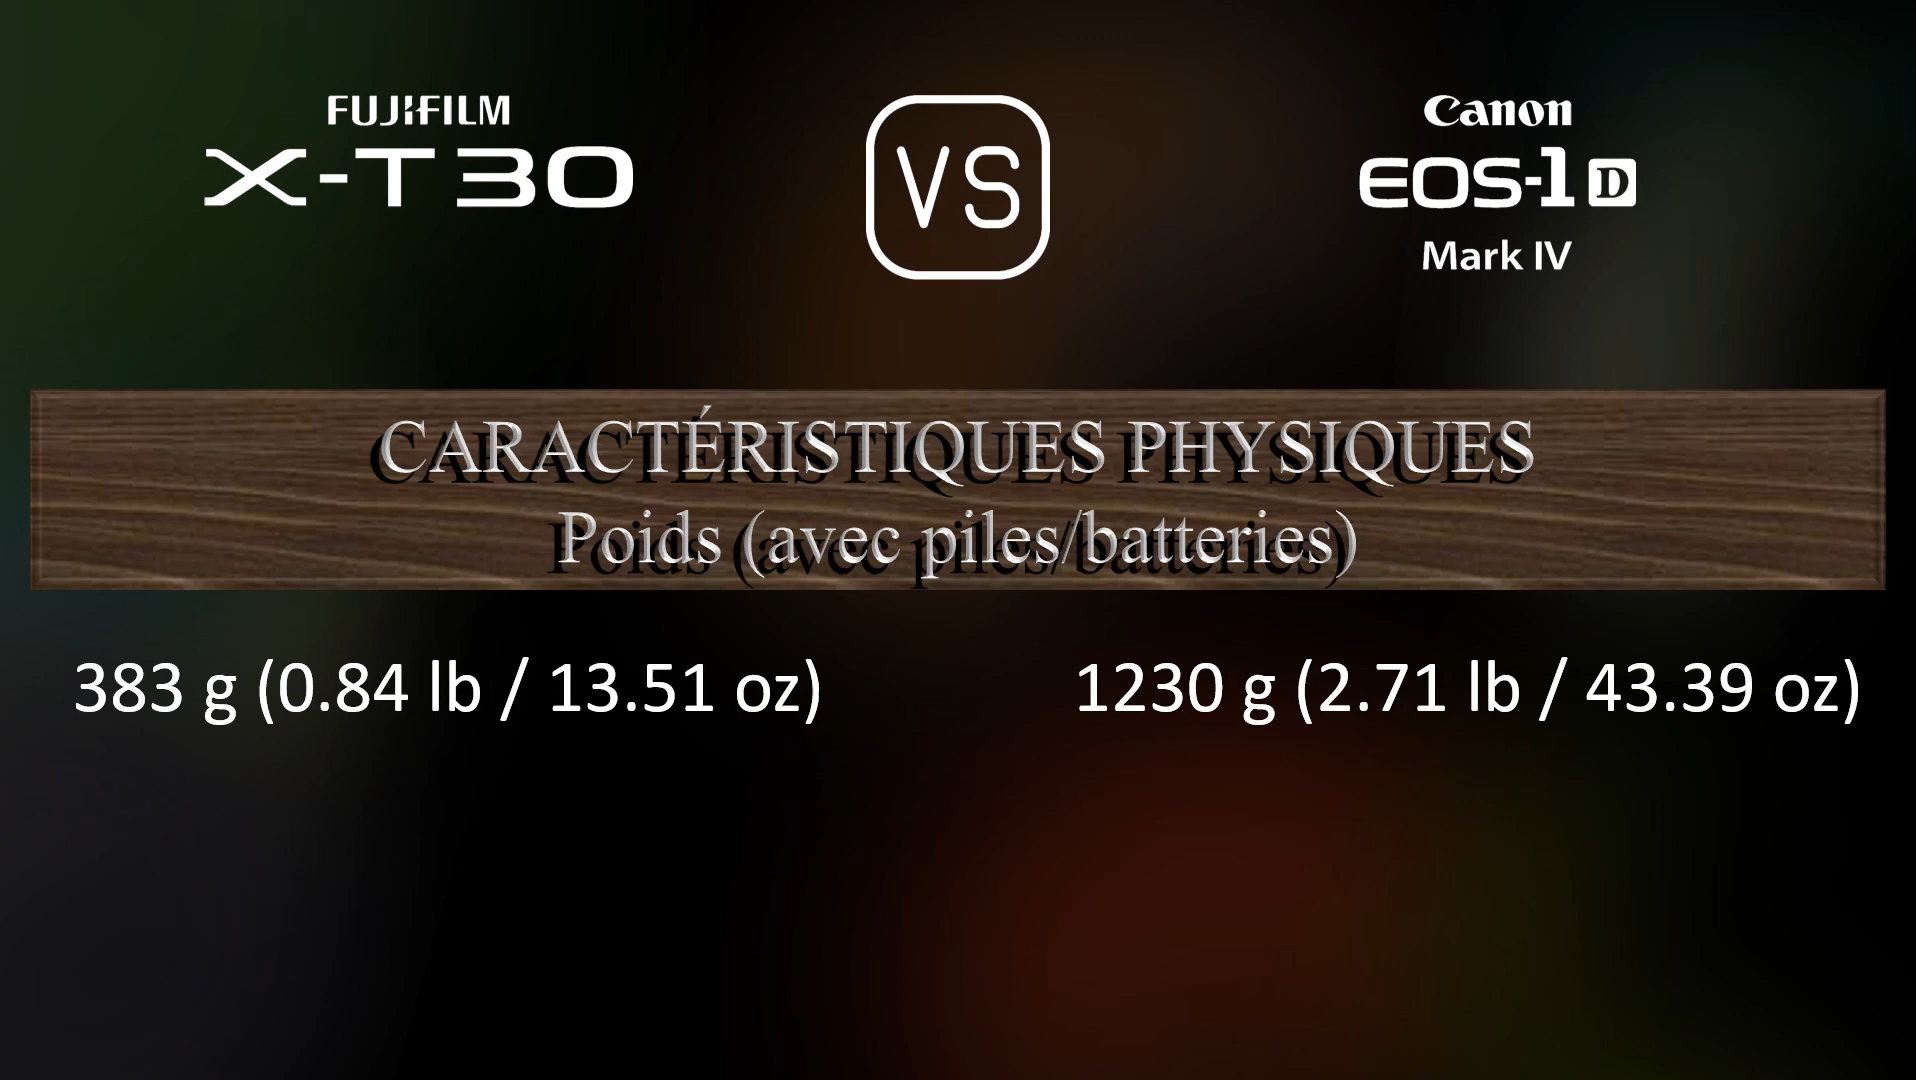 FUJIFILM
X-T30
VS
Canon
EOS-1 D
Mark IV
CARACTÉRISTIQUES PHYSIQUES
Poids (avec piles/batteries)
383 g (0.84 lb / 13.51 oz)
1230 g (2.71 lb / 43.39 oz)